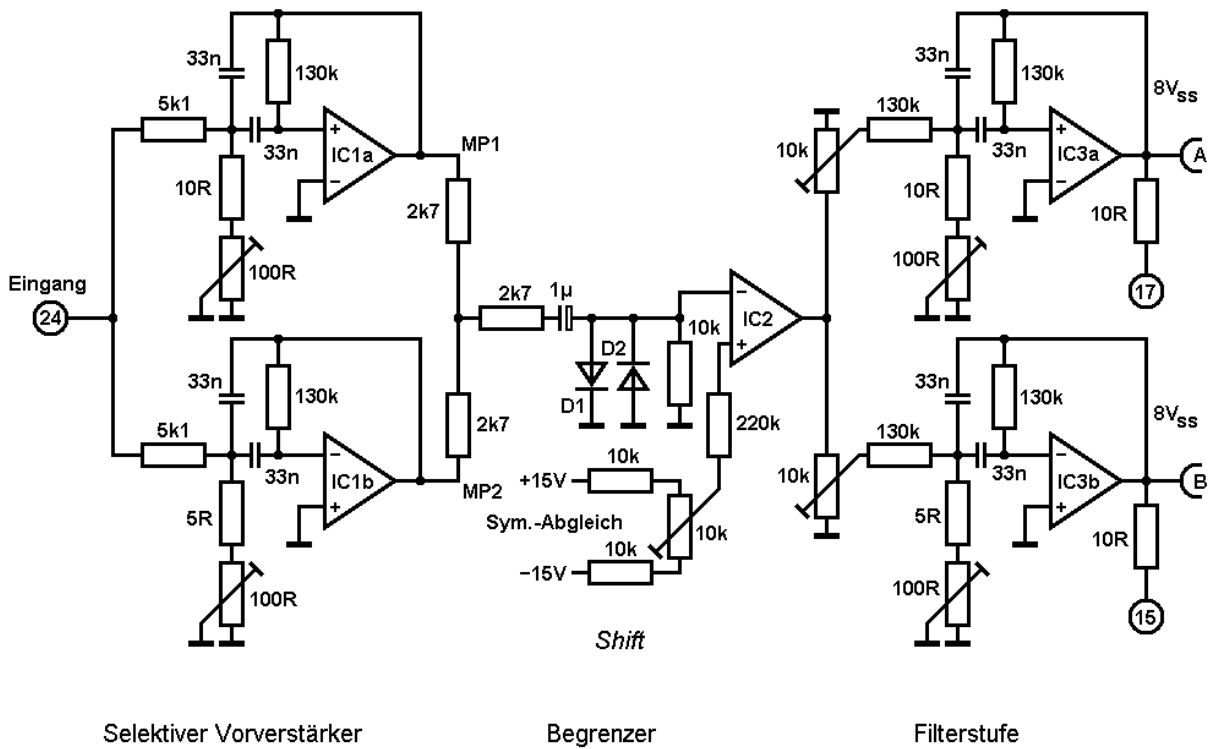 33n
130k
5k1
+
33n
IC1a
−
MP1
10R
2k7
100R
Eingang
24
33n
130k
5k1
−
33n
IC1b
+
MP2
2k7
5R
100R
2k7
1µ
D2
D1
10k
−
IC2
+
220k
10k
+15V
Sym.-Abgleich
10k
10k
−15V
Shift
33n
130k
8VSS
130k
+
10k
33n
IC3a
−
A
10R
10R
100R
17
33n
130k
8VSS
130k
−
10k
33n
IC3b
+
B
5R
10R
100R
15
Selektiver Vorverstärker
Begrenzer
Filterstufe